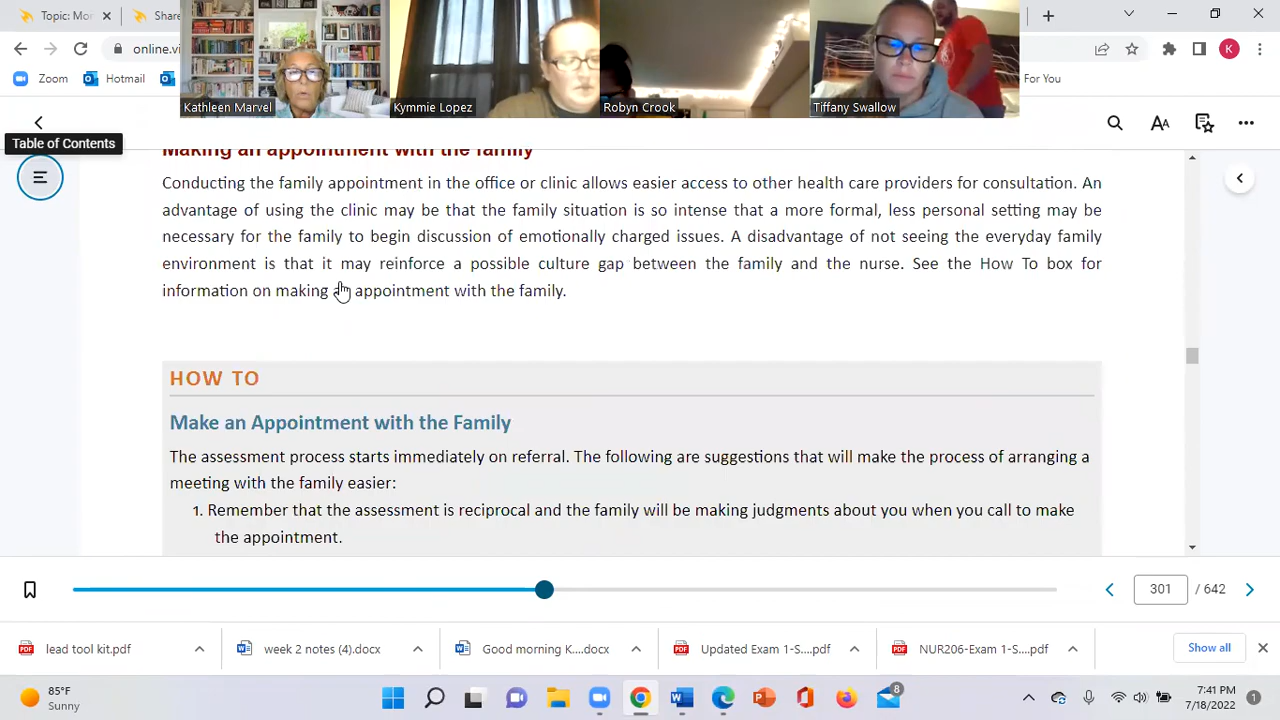 Topic: Mor
Share
online.vi
Zoom
Hotmail
For You
Kathleen Marvel
Kymmie Lopez
Robyn Crook
Tiffany Swallow
K
Table of Contents
AA
Making an appointment with the family
Conducting the family appointment in the office or clinic allows easier access to other health care providers for consultation. An
advantage of using the clinic may be that the family situation is so intense that a more formal, less personal setting may be
necessary for the family to begin discussion of emotionally charged issues. A disadvantage of not seeing the everyday family
environment is that it may reinforce a possible culture gap between the family and the nurse. See the How To box for
information on making an appointment with the family.
HOW TO
Make an Appointment with the Family
The assessment process starts immediately on referral. The following are suggestions that will make the process of arranging a
meeting with the family easier:
1. Remember that the assessment is reciprocal and the family will be making judgments about you when you call to make
the appointment.
301 / 642
lead tool kit.pdf
week 2 notes (4).docx
Good morning K....docx
Updated Exam 1-S....pdf
NUR206-Exam 1-S....pdf
Show all
85°F
Sunny
8
7:41 PM
7/18/2022
1